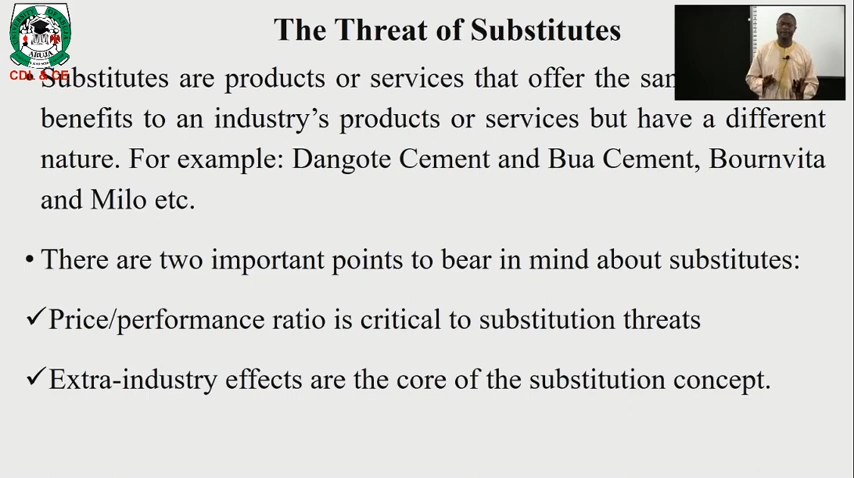 The Threat of Substitutes
ABUJA
CDL & CE
Substitutes are products or services that offer the
benefits to an industry's products or services but have a different
nature. For example: Dangote Cement and Bua Cement, Bournvita
and Milo etc.
• There are two important points to bear in mind about substitutes:
✓Price/performance ratio is critical to substitution threats
✓Extra-industry effects are the core of the substitution concept.